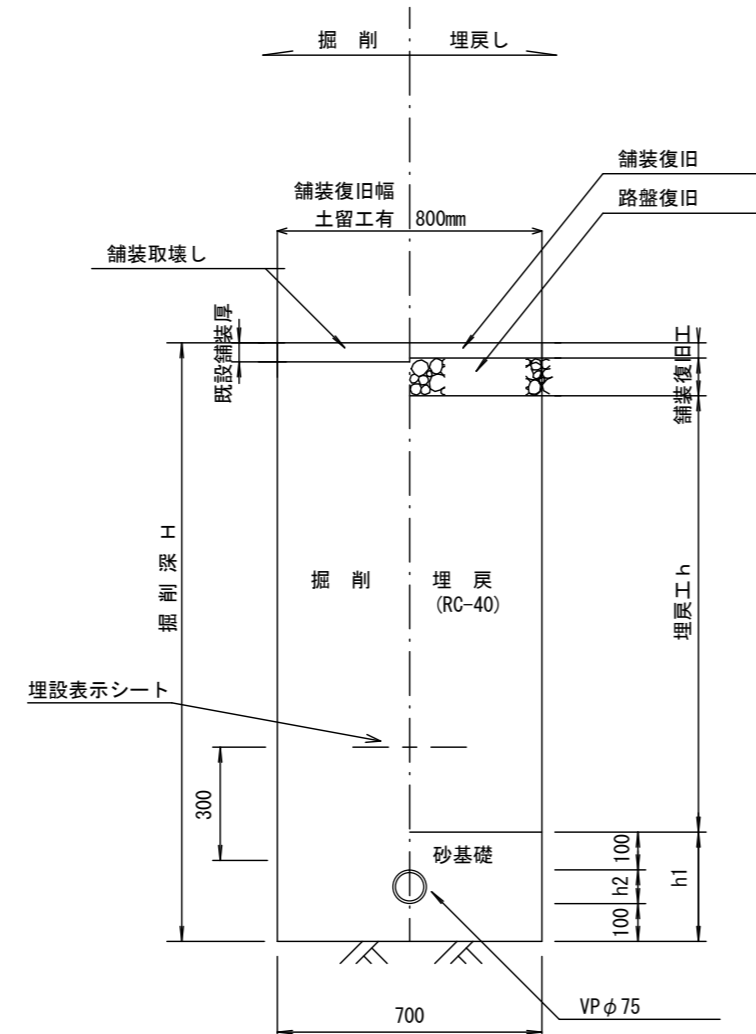 掘　削　埋戻し
舗装復旧
舗装復旧幅
路盤復旧
土留工有 800mm
舗装取壊し
既設舗装厚
舗装復旧工
掘削深 H
掘　削
埋　戻
(RC-40)
埋戻工 h
埋設表示シート
300
砂基礎
100
h2
100
h1
VPφ75
700